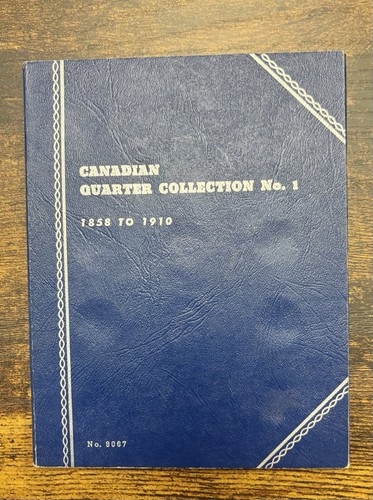 CANADIAN
QUARTER COLLECTION No. 1
1858 TO 1910
No. 9067